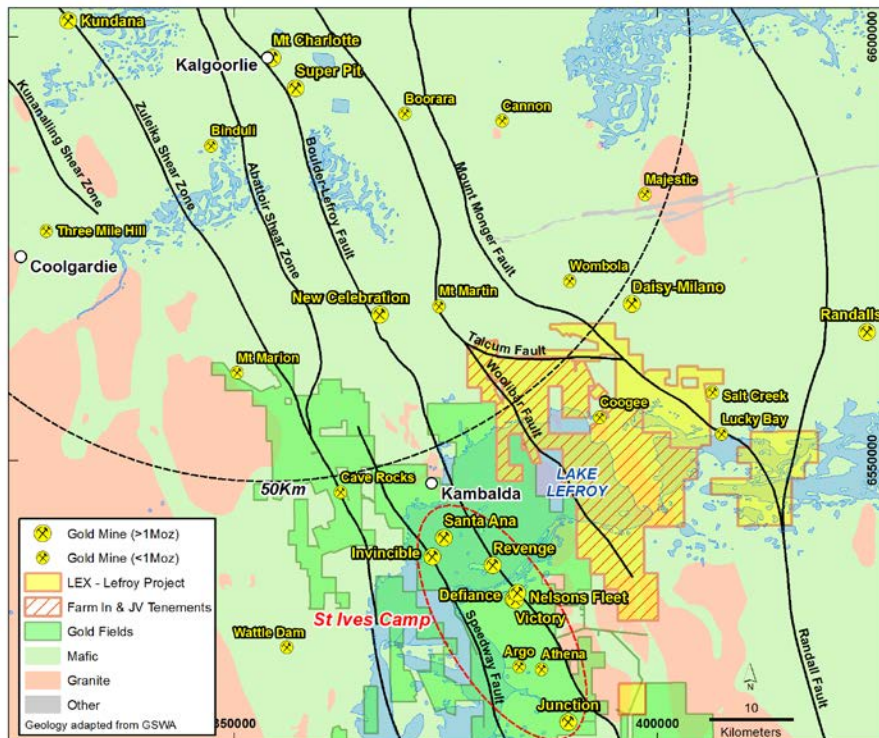 Kundana
Mt Charlotte
Kalgoorlie
Super Pit
6600000
Kunanalling Shear Zone
Zuleika Shear Zone
Binduli
Abattoir Shear Zone
Boulder-Lefroy Fault
Boorara
Cannon
Mount Monger Fault
Majestic
Three Mile Hill
Coolgardie
New Celebration
Mt Martin
Wombola
Daisy-Milano
Randalls
Talcum Fault
Mt Marion
Woolibar Fault
Coogee
Salt Creek
Lucky Bay
50Km
Cave Rocks
Kambalda
LAKE
LEFROY
6550000
Santa Ana
Invincible
Revenge
Defiance
Nelsons Fleet
Victory
St Ives Camp
Speedway Fault
Wattle Dam
Argo
Athena
Junction
Randall Fault
Gold Mine (>1Moz)
Gold Mine (<1Moz)
LEX - Lefroy Project
Farm In & JV Tenements
Gold Fields
Mafic
Granite
Other
Geology adapted from GSWA
350000
400000
N
10
Kilometers